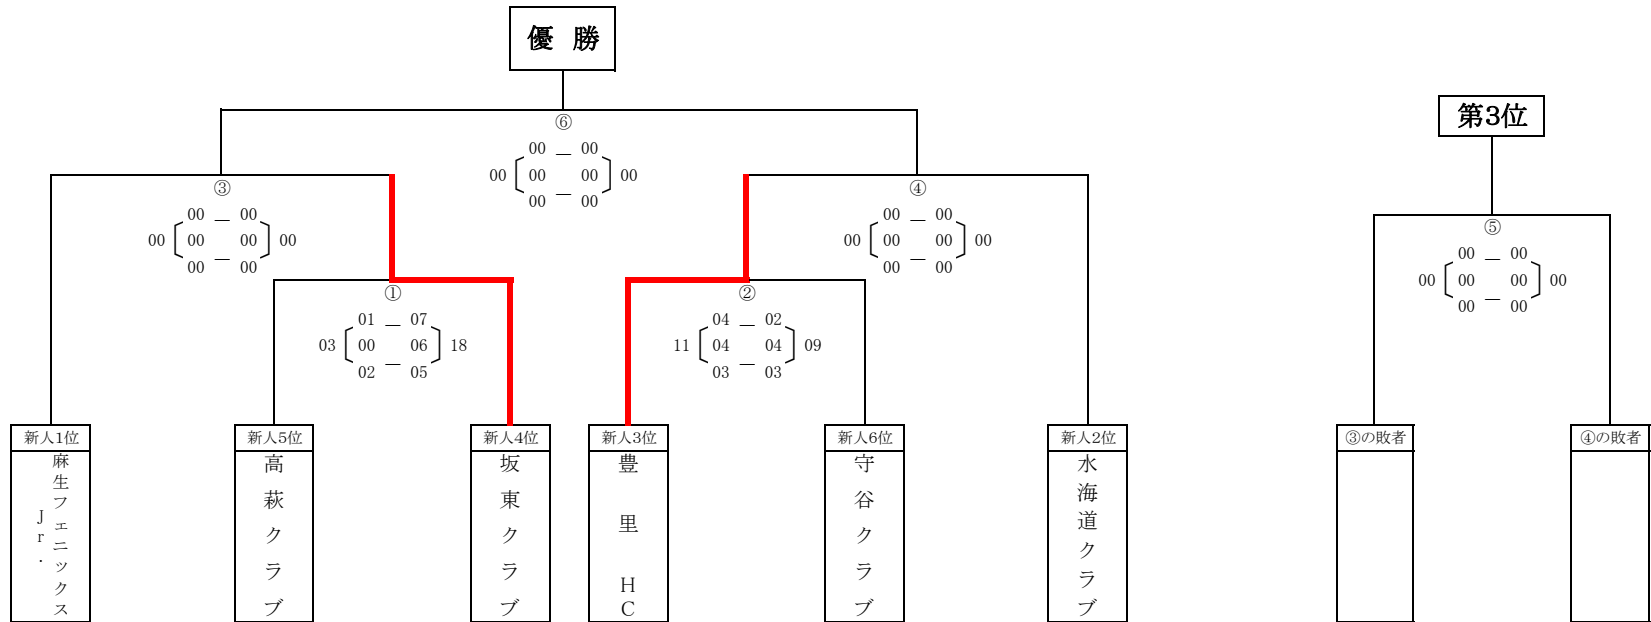 優 勝
第3位
⑥
00 — 00
00 00 00 00
00 — 00
③
00 — 00
00 00 00 00
00 — 00
④
00 — 00
00 00 00 00
00 — 00
⑤
00 — 00
00 00 00 00
00 — 00
①
01 — 07
03 00 06 18
02 — 05
②
04 — 02
11 04 04 09
03 — 03
新人1位
麻生フェニックス
Jr.
新人5位
高萩クラブ
新人4位
坂東クラブ
新人3位
豊里HC
新人6位
守谷クラブ
新人2位
水海道クラブ
③の敗者
④の敗者